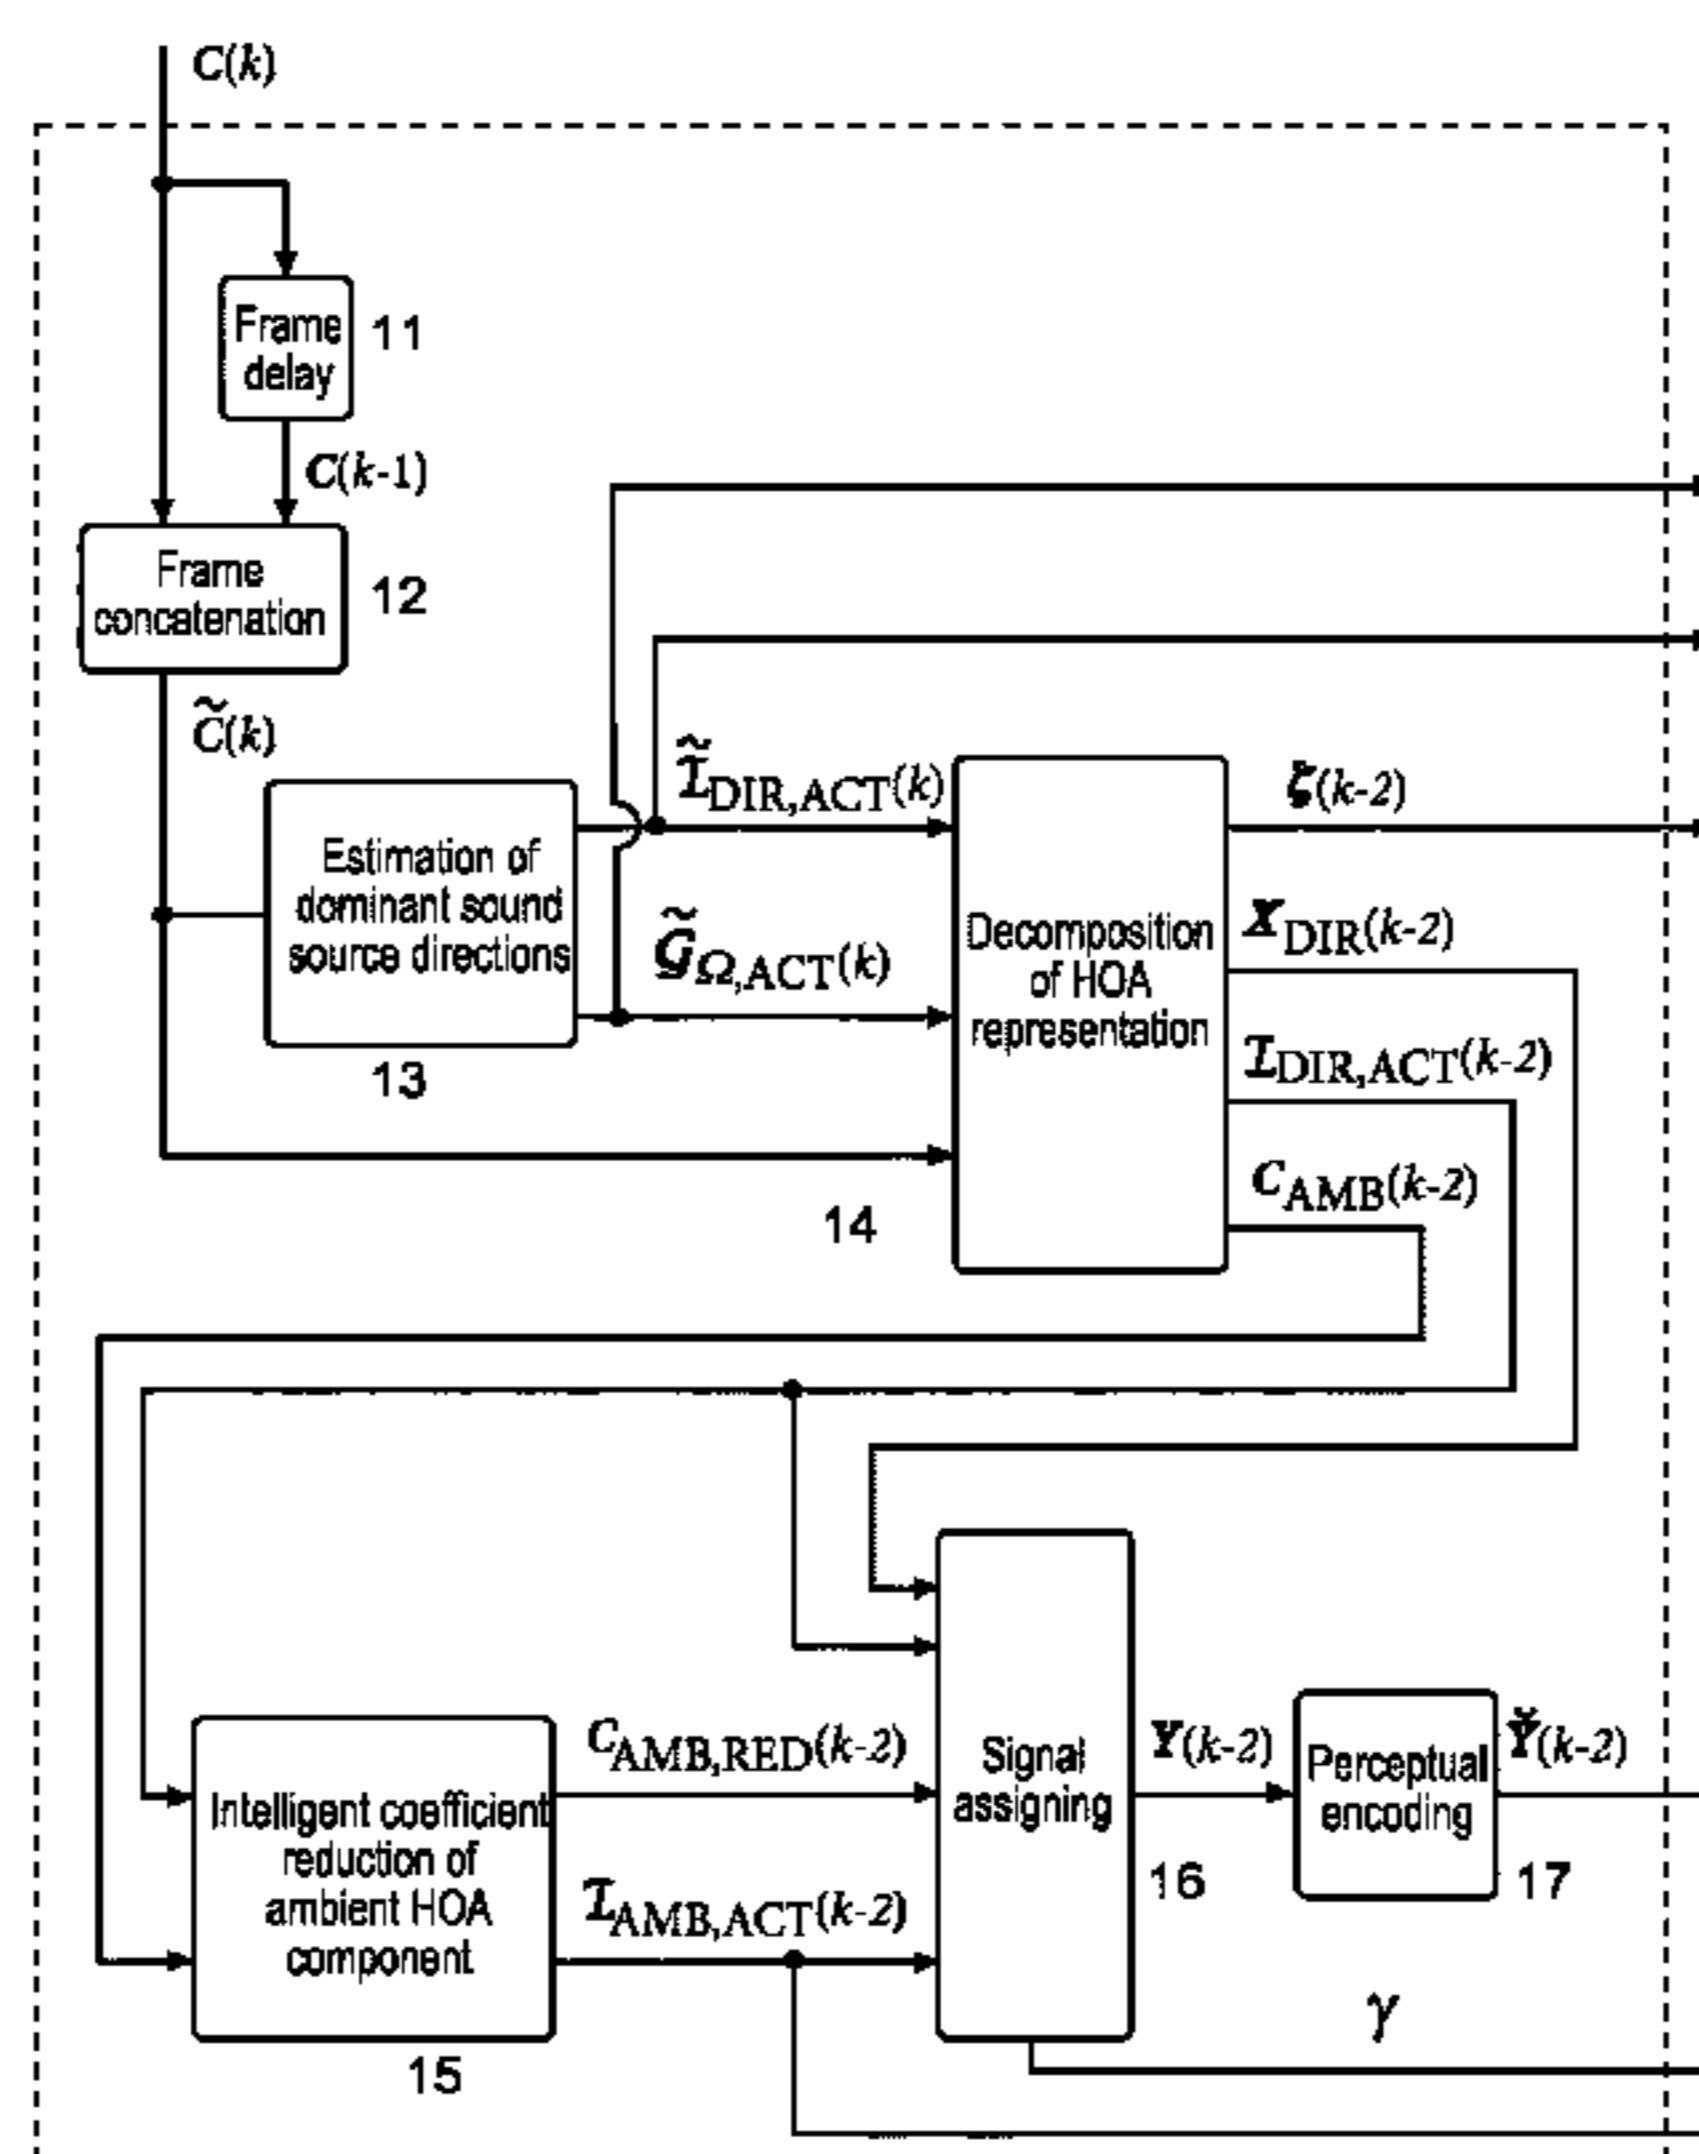 C(k)
Frame
delay
11
C(k-1)
Frame
concatenation
12
C̃(k)
Estimation of
dominant sound
source directions
13
Ĩ_DIR,ACT(k)
G̃_Ω,ACT(k)
Decomposition
of HOA
representation
14
ζ(k-2)
X_DIR(k-2)
I_DIR,ACT(k-2)
C_AMB(k-2)
Intelligent coefficient
reduction of
ambient HOA
component
15
C_AMB,RED(k-2)
I_AMB,ACT(k-2)
Signal
assigning
16
Y(k-2)
Perceptual
encoding
17
Y̌(k-2)
γ